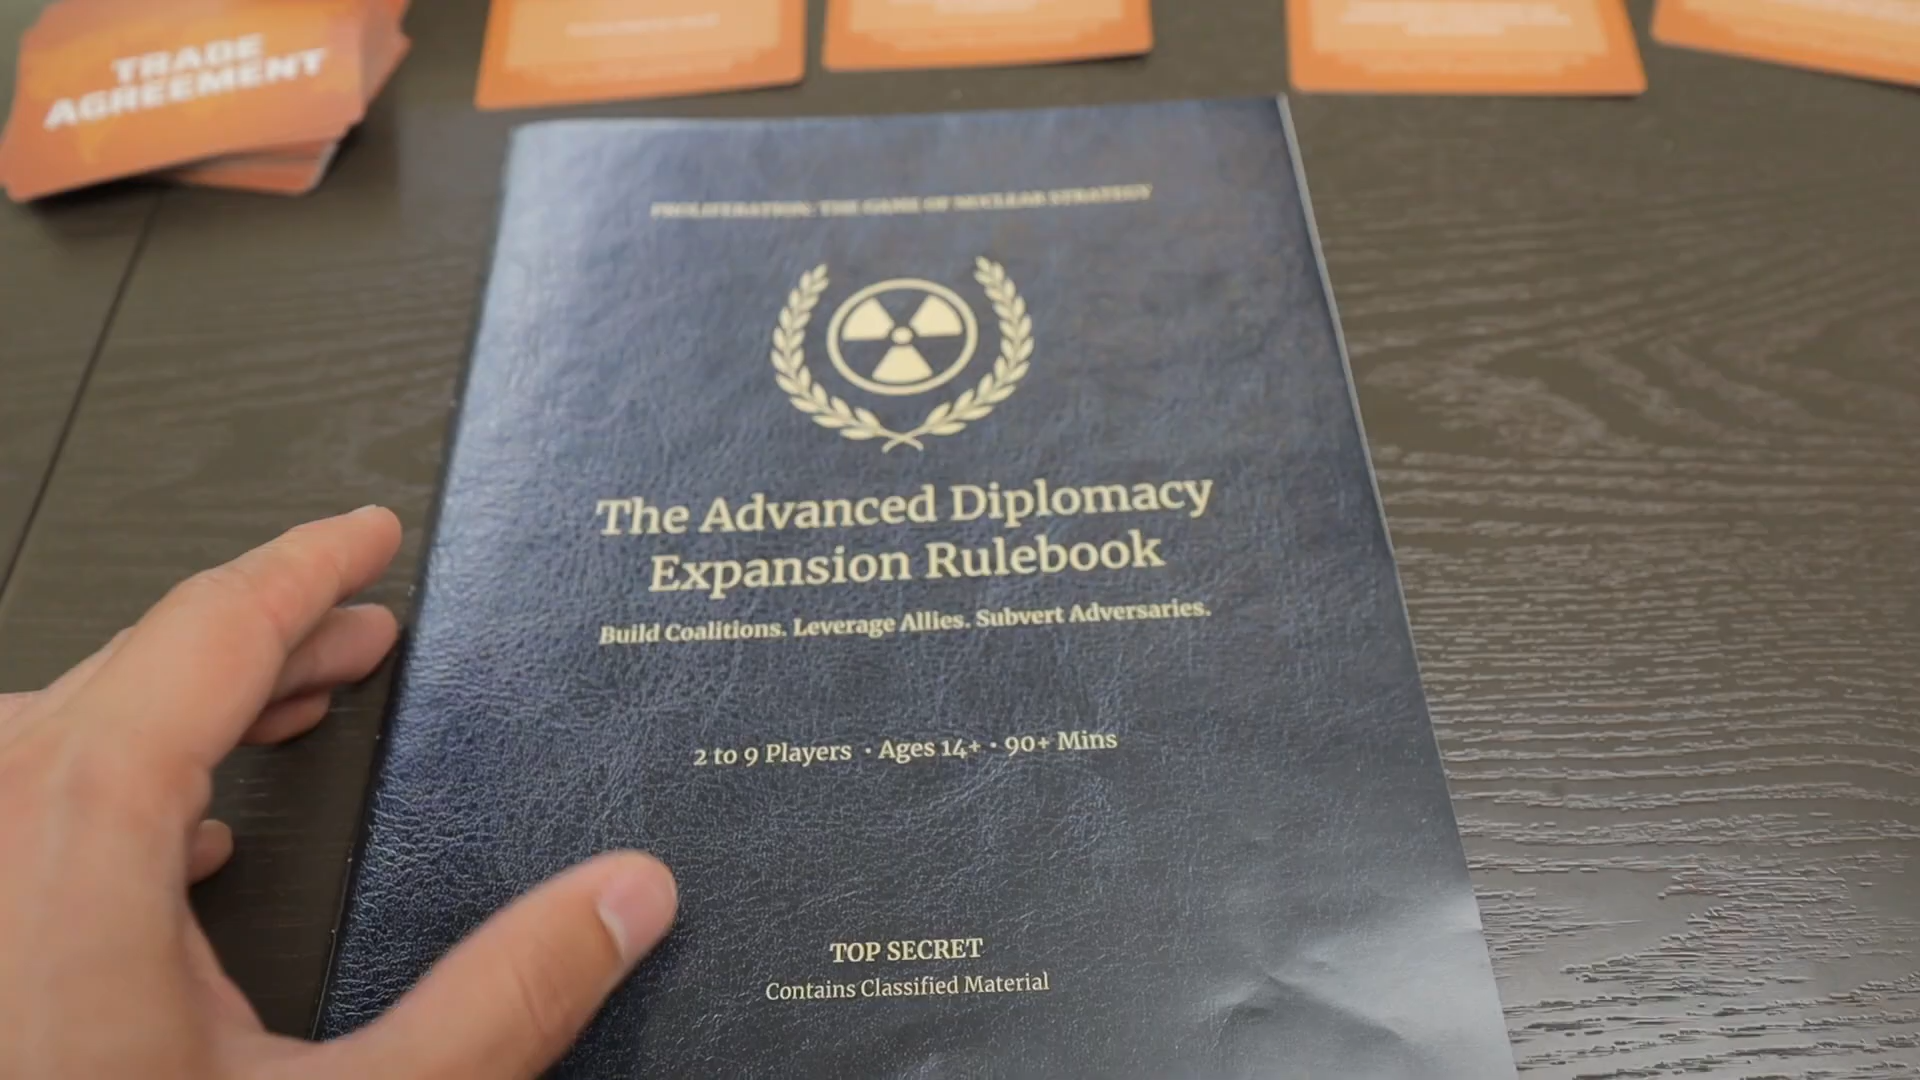 TRADE
AGREEMENT
PROLIFERATION: THE GAME OF NUCLEAR STRATEGY
The Advanced Diplomacy
Expansion Rulebook
Build Coalitions. Leverage Allies. Subvert Adversaries.
2 to 9 Players • Ages 14+ • 90+ Mins
TOP SECRET
Contains Classified Material